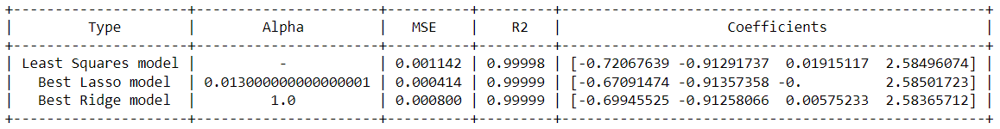 +---------------------+----------------------+----------+---------+-------------------------------------------------+
|         Type        |        Alpha         |   MSE    |    R2   |                   Coefficients                  |
+---------------------+----------------------+----------+---------+-------------------------------------------------+
| Least Squares model |          -           | 0.001142 | 0.99998 | [-0.72067639 -0.91291737  0.01915117  2.58496074] |
|   Best Lasso model  | 0.013000000000000001 | 0.000414 | 0.99999 | [-0.67091474 -0.91357358 -0.          2.58501723] |
|   Best Ridge model  |         1.0          | 0.000800 | 0.99999 | [-0.69945525 -0.91258066  0.00575233  2.58365712] |
+---------------------+----------------------+----------+---------+-------------------------------------------------+